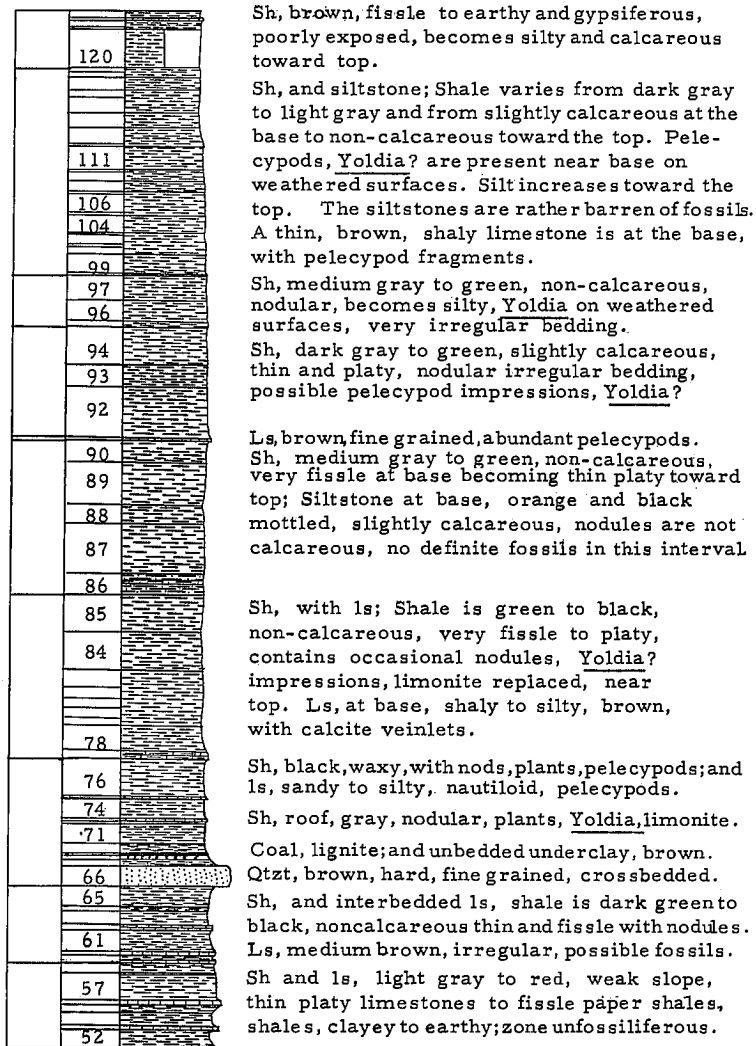 Sh, brown, fissle to earthy and gypsiferous,
poorly exposed, becomes silty and calcareous
120
toward top.
Sh, and siltstone; Shale varies from dark gray
to light gray and from slightly calcareous at the
base to non-calcareous toward the top. Pele-
111
cypods, Yoldia? are present near base on
weathered surfaces. Silt increases toward the
106
top. The siltstones are rather barren of fossils.
104
A thin, brown, shaly limestone is at the base,
99
with pelecypod fragments.
97
Sh, medium gray to green, non-calcareous,
nodular, becomes silty, Yoldia on weathered
96
surfaces, very irregular bedding.
94
Sh, dark gray to green, slightly calcareous,
93
thin and platy, nodular irregular bedding,
possible pelecypod impressions, Yoldia?
92
Ls, brown, fine grained, abundant pelecypods.
90
Sh, medium gray to green, non-calcareous,
very fissle at base becoming thin platy toward
89
top; Siltstone at base, orange and black
88
mottled, slightly calcareous, nodules are not
87
calcareous, no definite fossils in this interval
86
85
Sh, with ls; Shale is green to black,
non-calcareous, very fissle to platy,
84
contains occasional nodules, Yoldia?
impressions, limonite replaced, near
top. Ls, at base, shaly to silty, brown,
with calcite veinlets.
78
Sh, black, waxy, with nods, plants, pelecypods; and
76
ls, sandy to silty, nautiloid, pelecypods.
74
Sh, roof, gray, nodular, plants, Yoldia, limonite.
71
Coal, lignite; and unbedded underclay, brown.
66
Qtzt, brown, hard, fine grained, crossbedded.
65
Sh, and interbedded ls, shale is dark green to
black, noncalcareous thin and fissle with nodules.
61
Ls, medium brown, irregular, possible fossils.
Sh and ls, light gray to red, weak slope,
57
thin platy limestones to fissle paper shales,
shales, clayey to earthy; zone unfossiliferous.
52